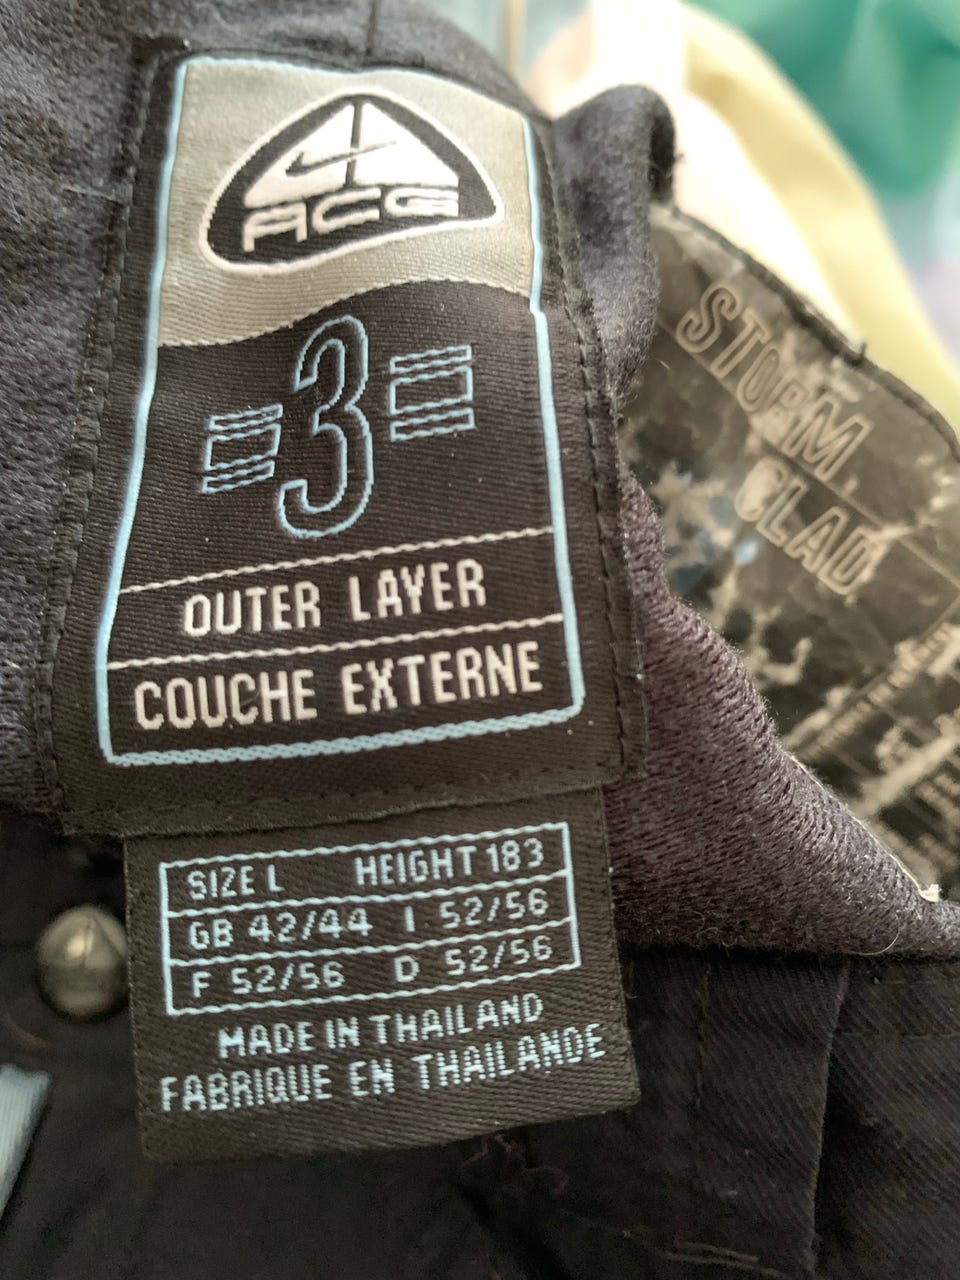 ACG
3
OUTER LAYER
COUCHE EXTERNE
SIZE L HEIGHT 183
GB 42/44 I 52/56
F 52/56 D 52/56
MADE IN THAILAND
FABRIQUE EN THAILANDE
STORM
CLAD